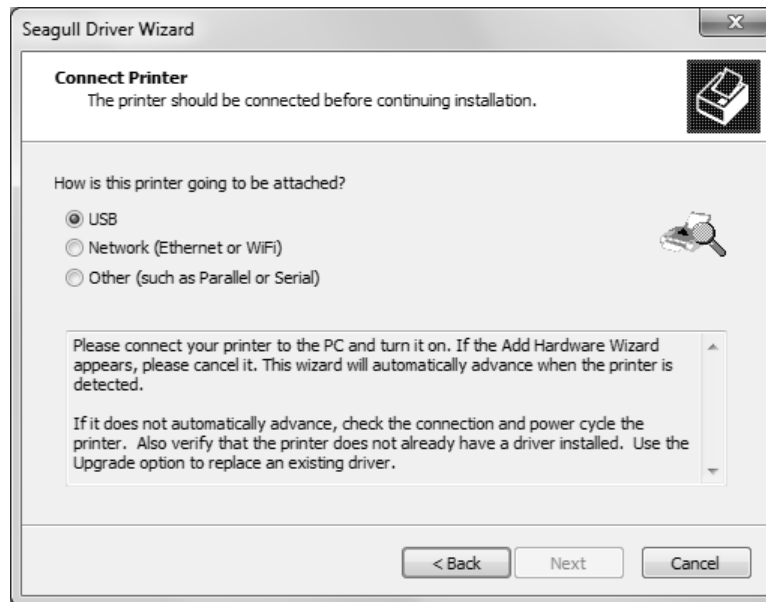 Seagull Driver Wizard
Connect Printer
The printer should be connected before continuing installation.
How is this printer going to be attached?
USB
Network (Ethernet or WiFi)
Other (such as Parallel or Serial)
Please connect your printer to the PC and turn it on. If the Add Hardware Wizard
appears, please cancel it. This wizard will automatically advance when the printer is
detected.
If it does not automatically advance, check the connection and power cycle the
printer.  Also verify that the printer does not already have a driver installed.  Use the
Upgrade option to replace an existing driver.
< Back Next Cancel